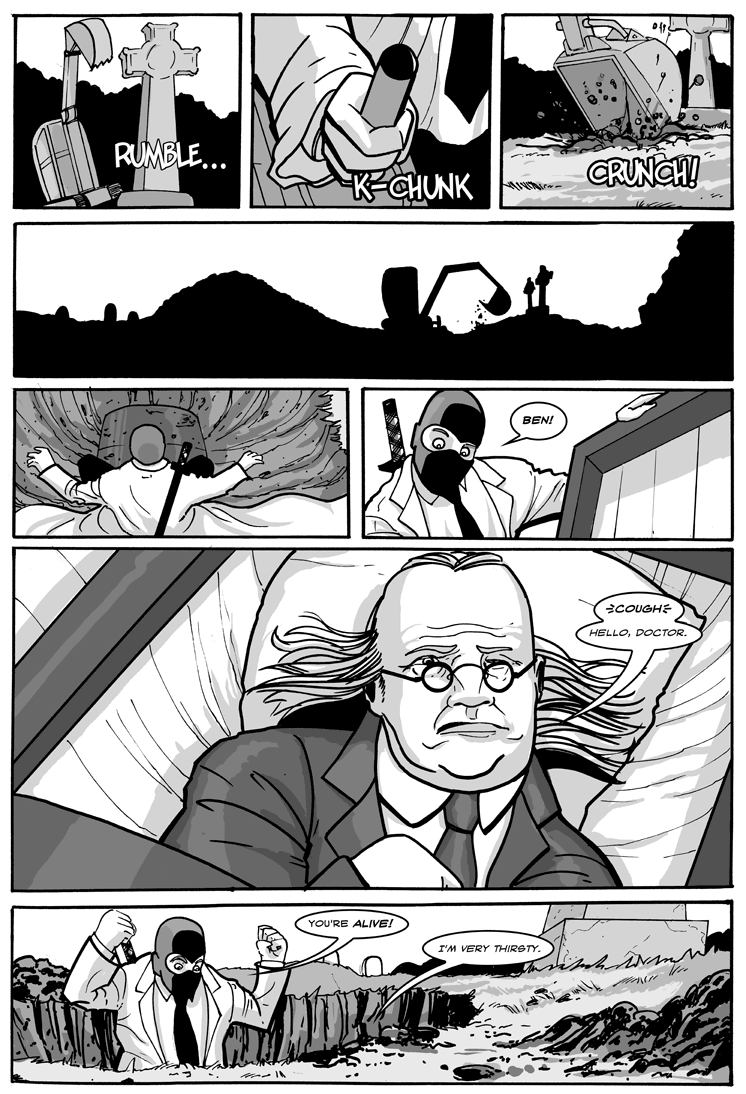 RUMBLE...
K-CHUNK
CRUNCH!
BEN!
COUGH
HELLO, DOCTOR.
YOU'RE ALIVE!
I'M VERY THIRSTY.